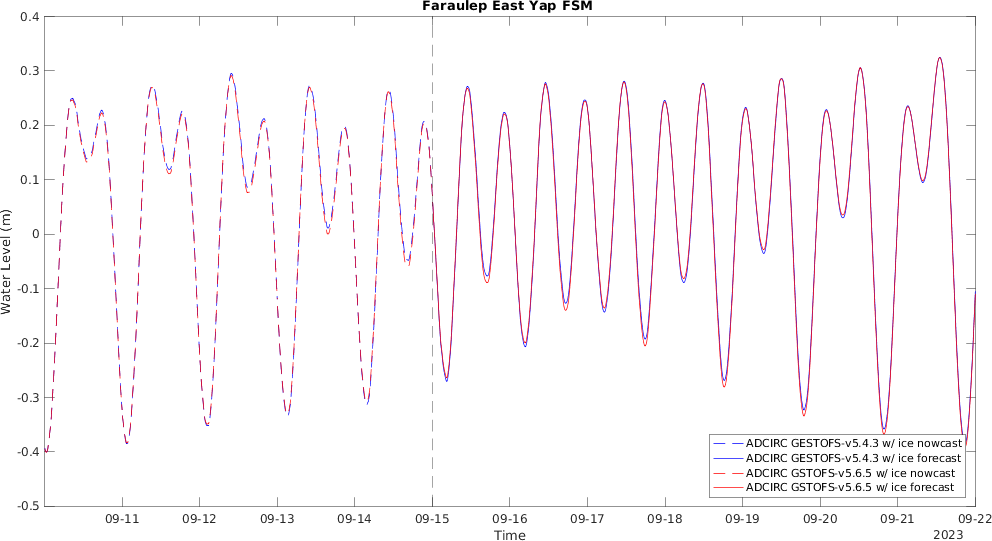 Faraulep East Yap FSM
0.4
0.3
0.2
0.1
0
-0.1
-0.2
-0.3
-0.4
-0.5
Water Level (m)
ADCIRC GESTOFS-v5.4.3 w/ ice nowcast
ADCIRC GESTOFS-v5.4.3 w/ ice forecast
ADCIRC GSTOFS-v5.6.5 w/ ice nowcast
ADCIRC GSTOFS-v5.6.5 w/ ice forecast
09-11 09-12 09-13 09-14 09-15 09-16 09-17 09-18 09-19 09-20 09-21 09-22
Time
2023